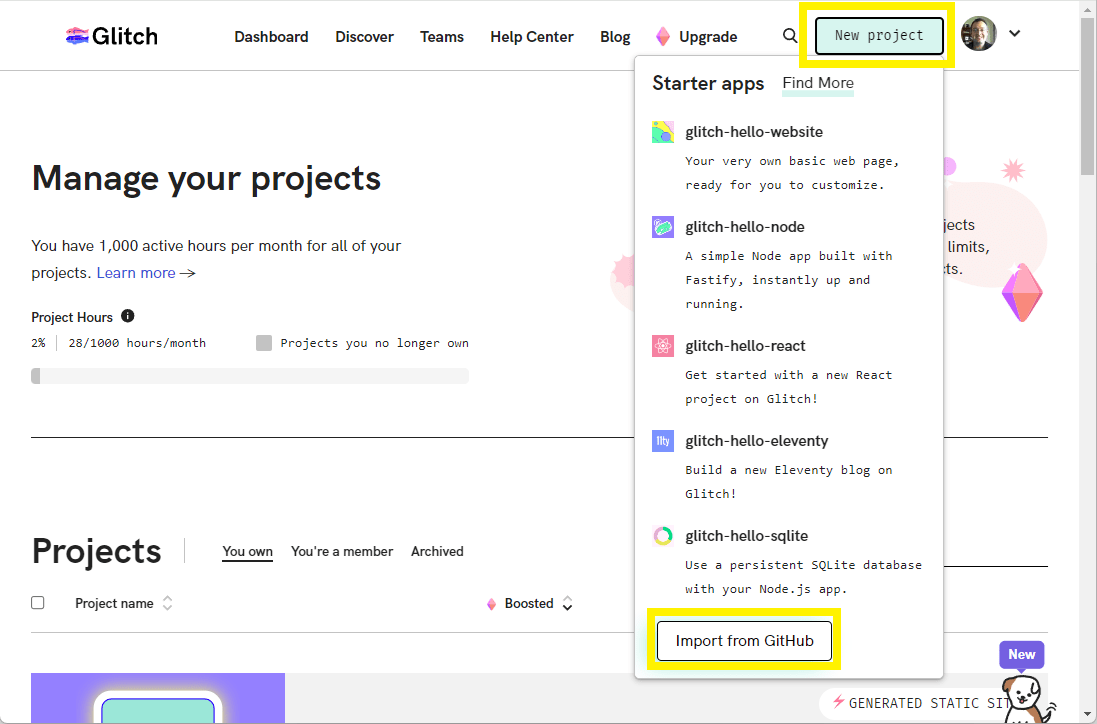 Glitch
Dashboard
Discover
Teams
Help Center
Blog
Upgrade
New project
Starter apps
Find More
glitch-hello-website
Your very own basic web page,
ready for you to customize.
glitch-hello-node
A simple Node app built with
Fastify, instantly up and
running.
glitch-hello-react
Get started with a new React
project on Glitch!
11ty
glitch-hello-eleventy
Build a new Eleventy blog on
Glitch!
glitch-hello-sqlite
Use a persistent SQLite database
with your Node.js app.
Import from GitHub
Manage your projects
You have 1,000 active hours per month for all of your
projects. Learn more →
Project Hours
2%
28/1000 hours/month
Projects you no longer own
limits,
Projects
You own
You're a member
Archived
Project name
Boosted
New
GENERATED STATIC